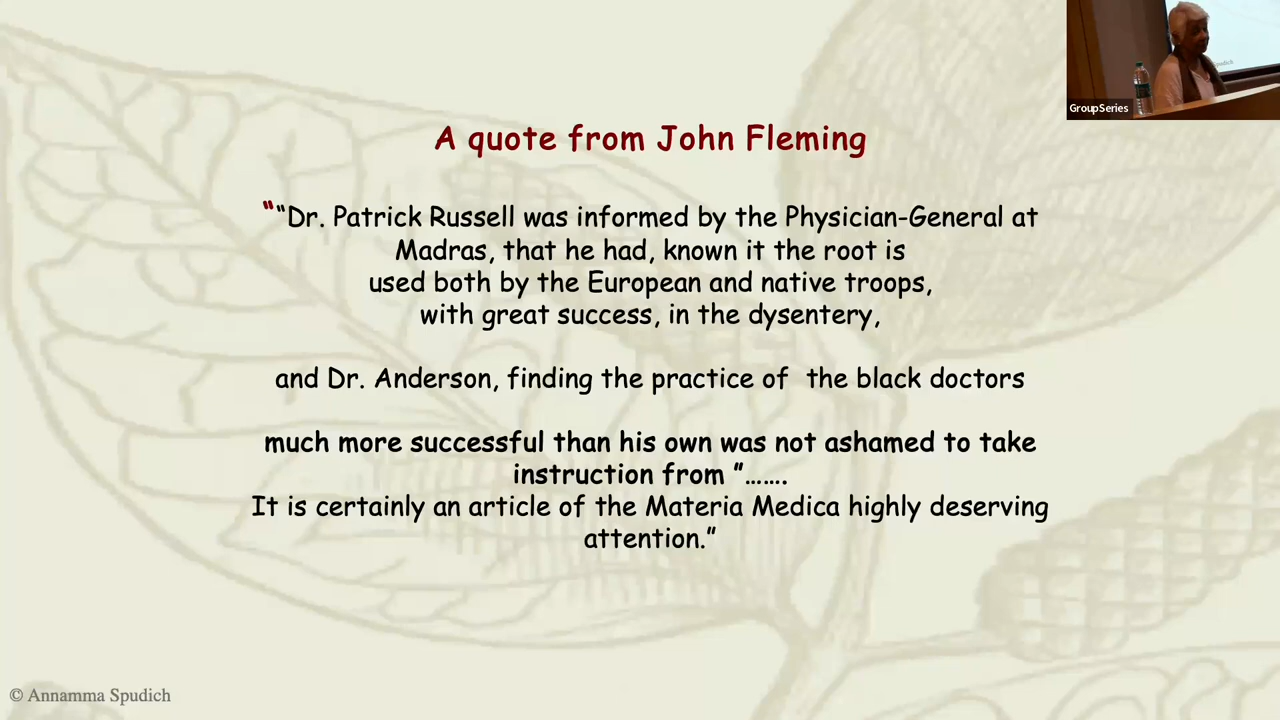 GroupSeries
A quote from John Fleming
"“Dr. Patrick Russell was informed by the Physician-General at
Madras, that he had, known it the root is
used both by the European and native troops,
with great success, in the dysentery,
and Dr. Anderson, finding the practice of  the black doctors
much more successful than his own was not ashamed to take
instruction from ”.......
It is certainly an article of the Materia Medica highly deserving
attention.”
© Annamma Spudich